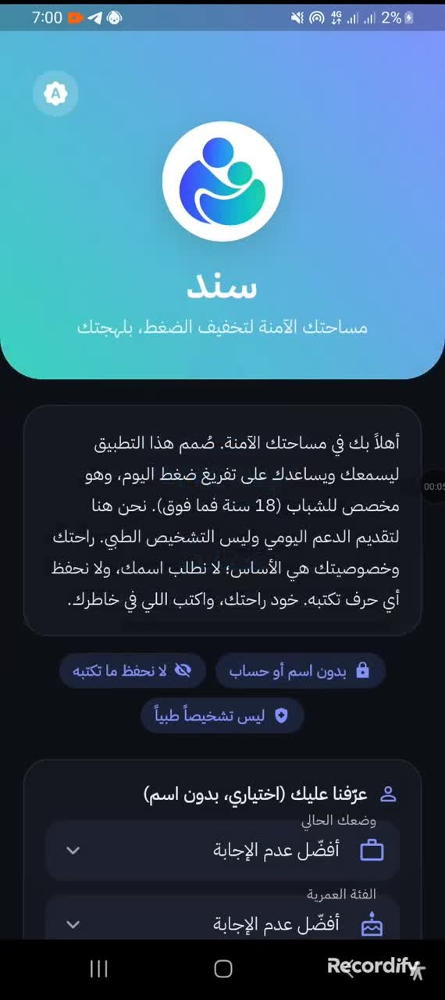 7:00
4G
2%
A
سند
مساحتك الآمنة لتخفيف الضغط، بلهجتك
أهلاً بك في مساحتك الآمنة. صُمم هذا التطبيق
ليسمعك ويساعدك على تفريغ ضغط اليوم، وهو
مخصص للشباب (18 سنة فما فوق). نحن هنا
لتقديم الدعم اليومي وليس التشخيص الطبي. راحتك
وخصوصيتك هي الأساس؛ لا نطلب اسمك، ولا نحفظ
أي حرف تكتبه. خود راحتك، واكتب اللي في خاطرك.
00:05
بدون اسم أو حساب
لا نحفظ ما تكتبه
ليس تشخيصاً طبياً
عرّفنا عليك (اختياري، بدون اسم)
وضعك الحالي
أفضّل عدم الإجابة
الفئة العمرية
أفضّل عدم الإجابة
Recordify